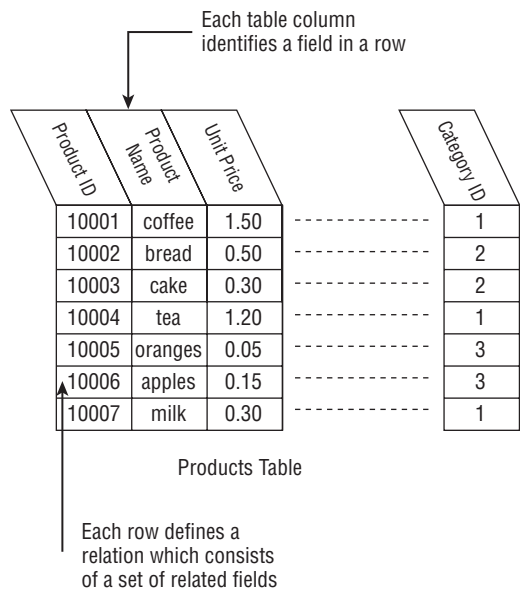 Each table column
identifies a field in a row
Product ID
Product
Name
Unit Price
Category ID
10001 coffee 1.50 1
10002 bread 0.50 2
10003 cake 0.30 2
10004 tea 1.20 1
10005 oranges 0.05 3
10006 apples 0.15 3
10007 milk 0.30 1
Products Table
Each row defines a
relation which consists
of a set of related fields